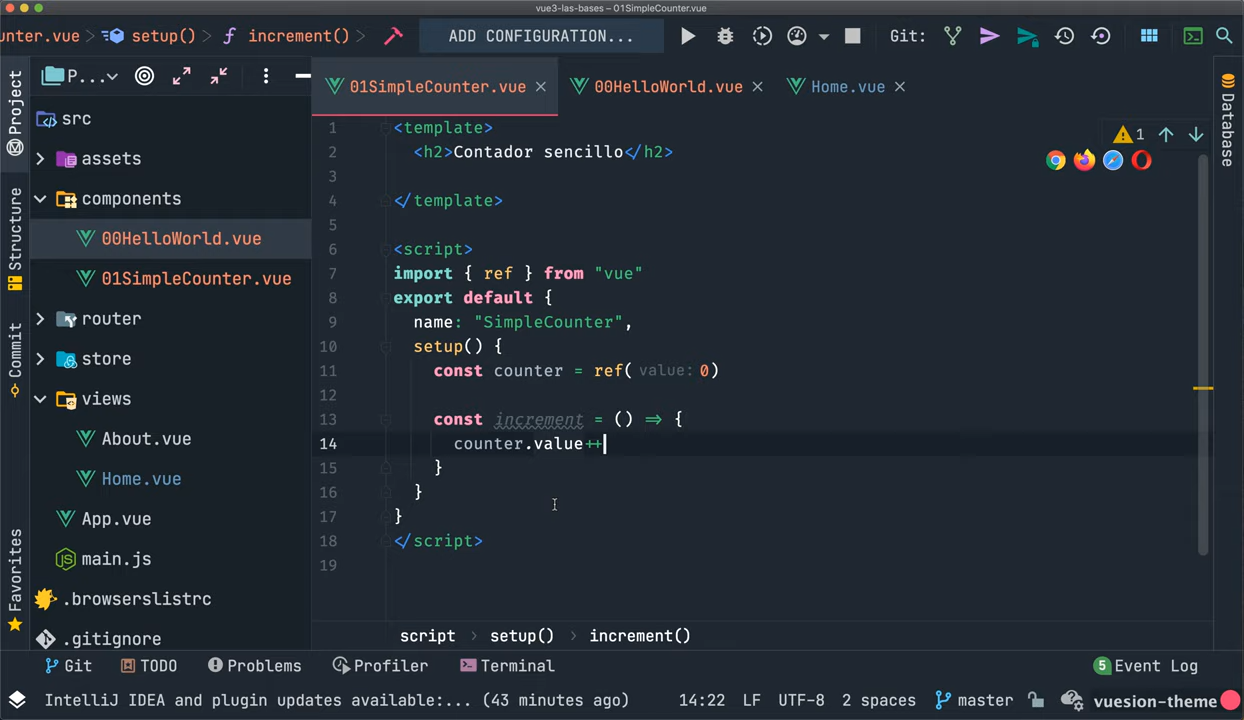 vue3-las-bases – 01SimpleCounter.vue
unter.vue > setup() > f increment() ADD CONFIGURATION... Git:
P... 01SimpleCounter.vue × 00HelloWorld.vue × Home.vue ×
Project
Structure
Commit
Favorites
src
assets
components
00HelloWorld.vue
01SimpleCounter.vue
router
store
views
About.vue
Home.vue
App.vue
main.js
.browserslistrc
.gitignore
1 <template>
2 <h2>Contador sencillo</h2>
3
4 </template>
5
6 <script>
7 import { ref } from "vue"
8 export default {
9 name: "SimpleCounter",
10 setup() {
11 const counter = ref( value: 0)
12
13 const increment = () => {
14 counter.value++
15 }
16 }
17 }
18 </script>
19
1
Database
script > setup() > increment()
Git TODO Problems Profiler Terminal 5 Event Log
IntelliJ IDEA and plugin updates available:... (43 minutes ago) 14:22 LF UTF-8 2 spaces master vuesion-theme